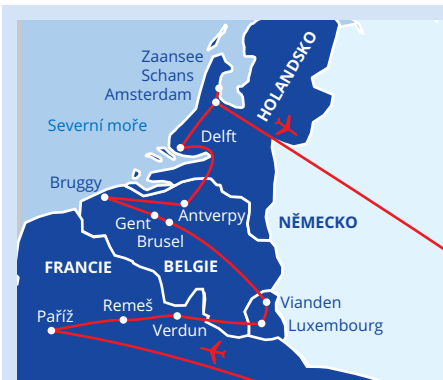 Zaansee
Schans
Amsterdam
HOLANDSKO
Severní moře
Delft
Bruggy
Antverpy
Gent
Brusel
NĚMECKO
FRANCIE
BELGIE
Vianden
Remeš
Paříž
Verdun
Luxembourg